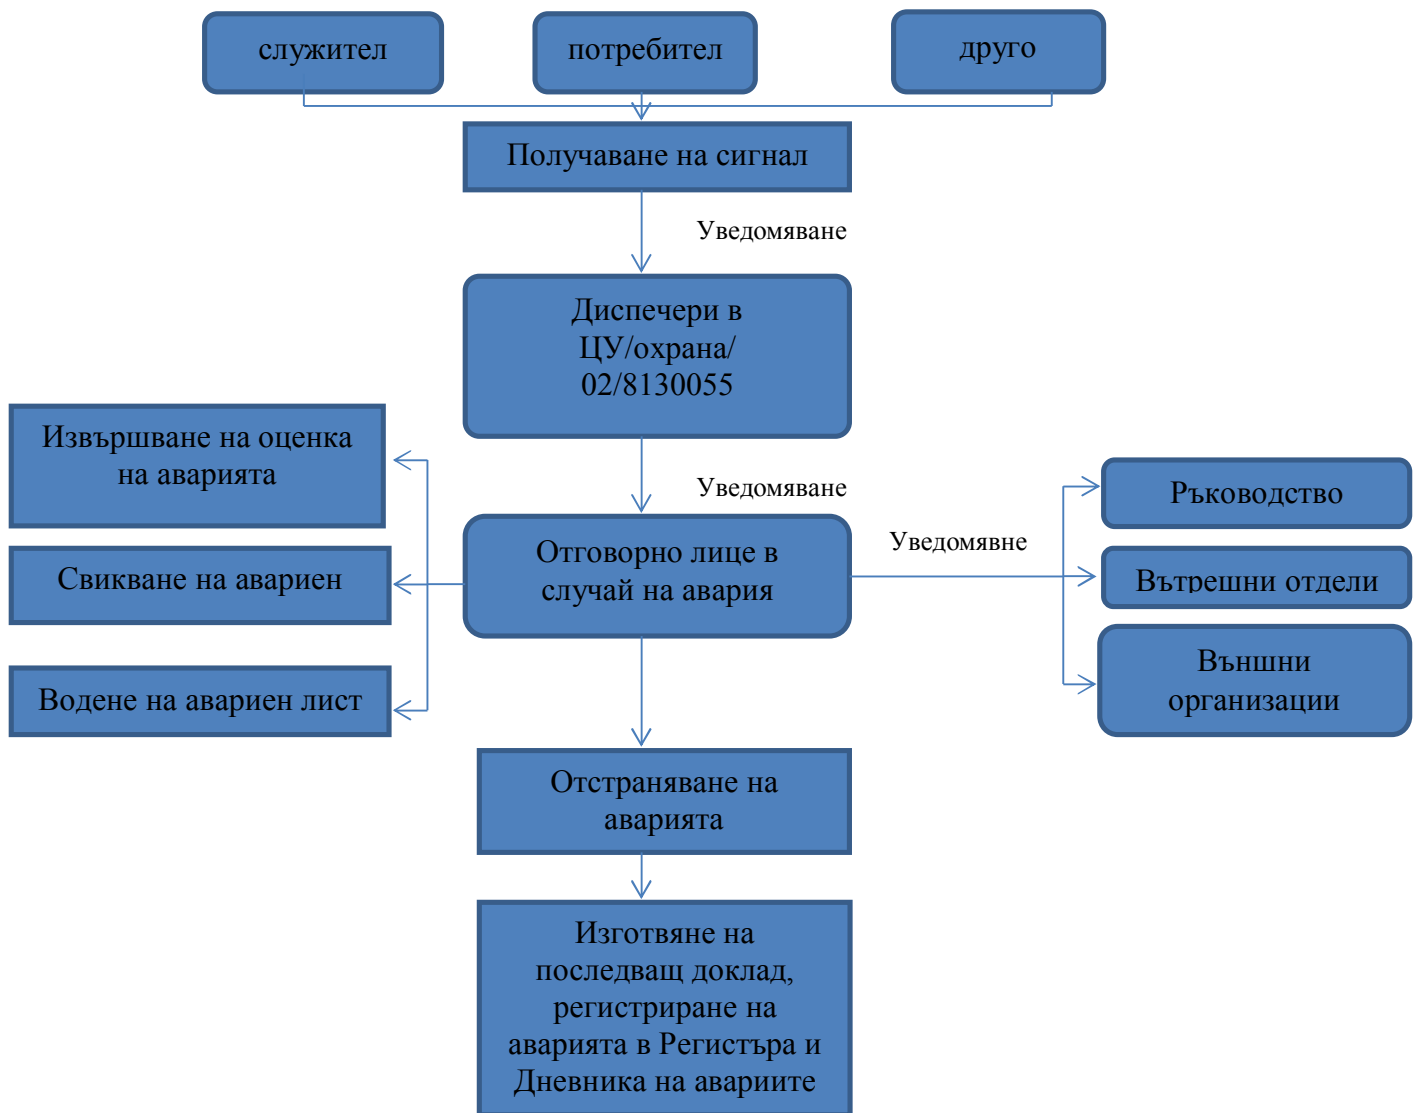 служител
потребител
друго
Получаване на сигнал
Уведомяване
Диспечери в
ЦУ/охрана/
02/8130055
Уведомяване
Извършване на оценка
на аварията
Свикване на авариен
Водене на авариен лист
Отговорно лице в
случай на авария
Уведомявне
Ръководство
Вътрешни отдели
Външни
организации
Отстраняване на
аварията
Изготвяне на
последващ доклад,
регистриране на
аварията в Регистъра и
Дневника на авариите